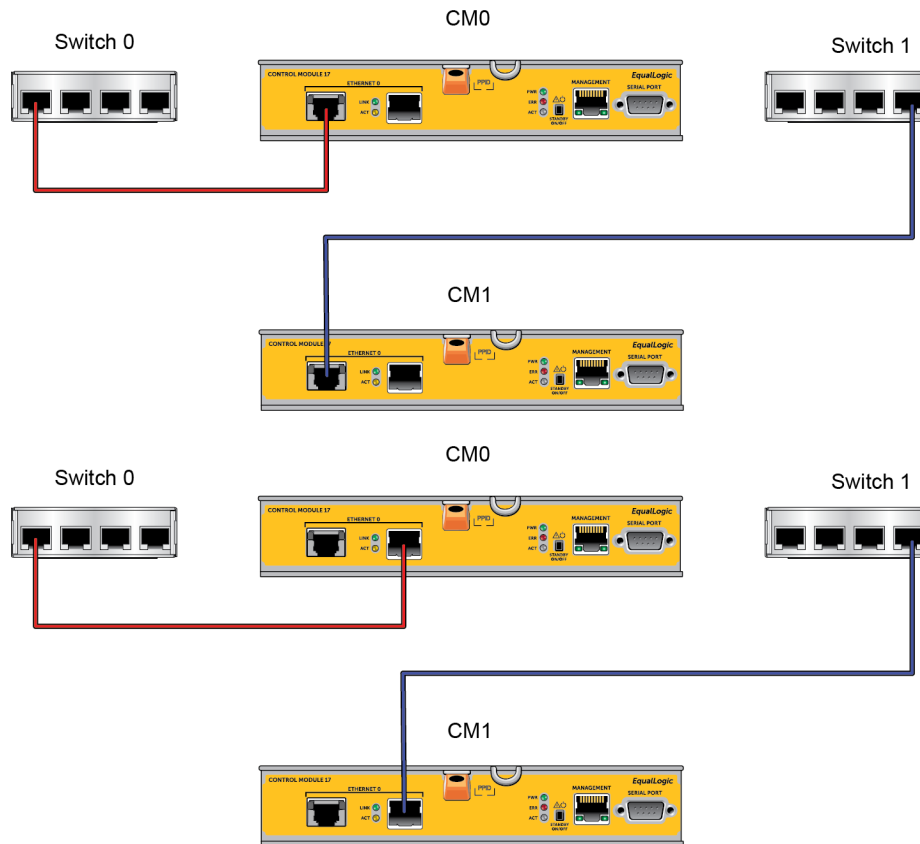 CM0
Switch 0
Switch 1
CONTROL MODULE 17
ETHERNET 0
LINK
ACT
PPID
PWR
ERR
ACT
STANDBY
ON/OFF
MANAGEMENT
EqualLogic
SERIAL PORT
CM1
CONTROL MODULE 17
ETHERNET 0
LINK
ACT
PPID
PWR
ERR
ACT
STANDBY
ON/OFF
MANAGEMENT
EqualLogic
SERIAL PORT
CM0
Switch 0
Switch 1
CONTROL MODULE 17
ETHERNET 0
LINK
ACT
PPID
PWR
ERR
ACT
STANDBY
ON/OFF
MANAGEMENT
EqualLogic
SERIAL PORT
CM1
CONTROL MODULE 17
ETHERNET 0
LINK
ACT
PPID
PWR
ERR
ACT
STANDBY
ON/OFF
MANAGEMENT
EqualLogic
SERIAL PORT